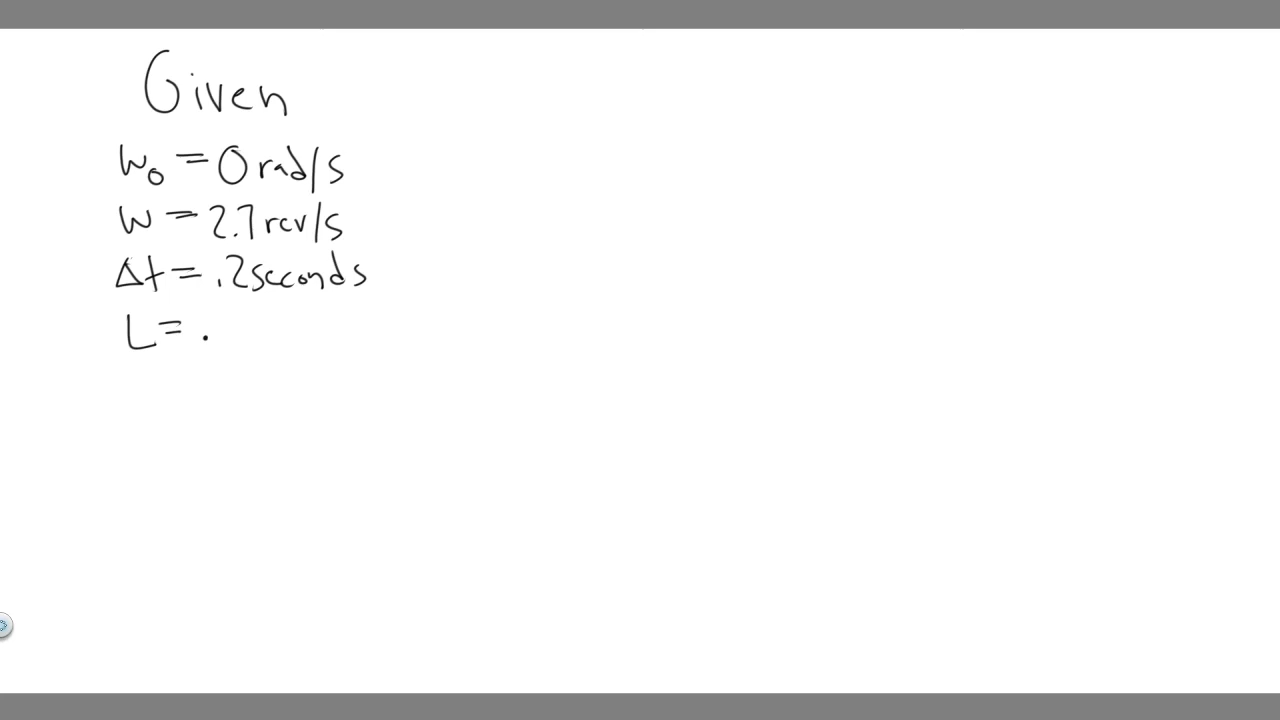 Given
w₀ = 0 rad/s
w = 2.7 rev/s
Δt = .2 seconds
L = .